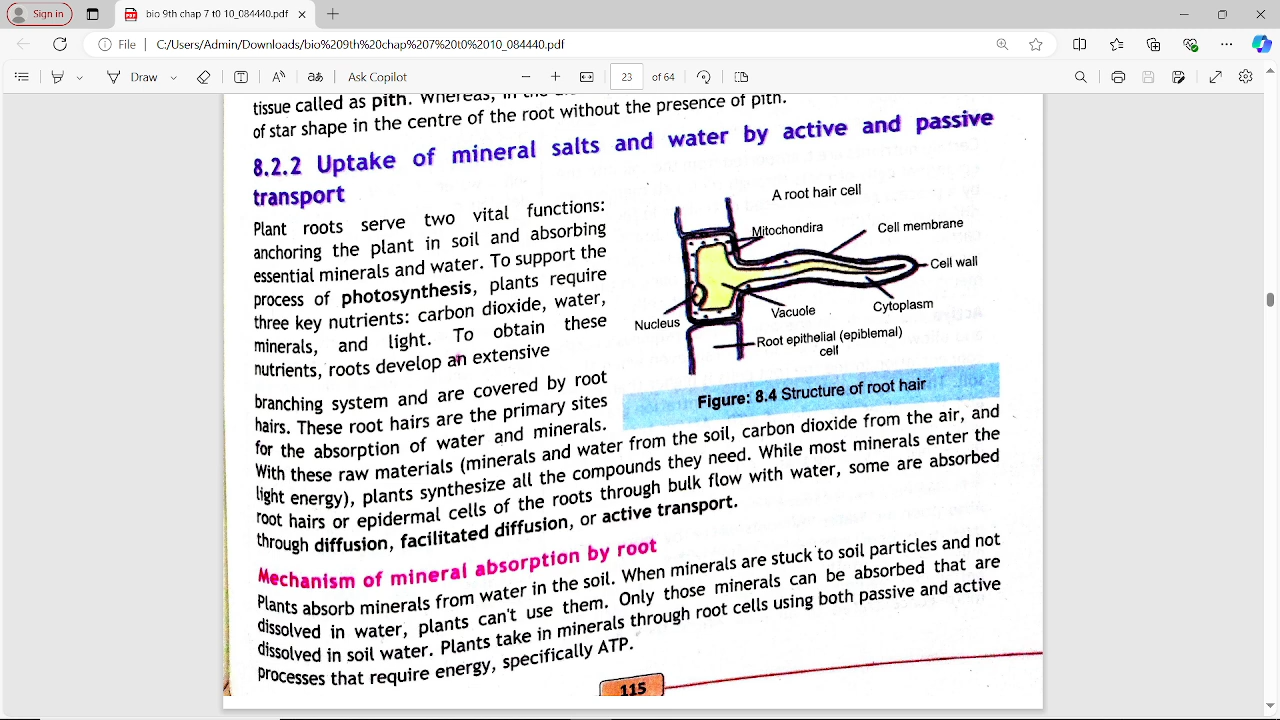 Sign in
bio 9th chap 7 t0 10_084440.pdf
File
C:/Users/Admin/Downloads/bio%209th%20chap%207%20t0%2010_084440.pdf
Draw
Ask Copilot
23 of 64
tissue called as pith. Whereas, in the
of star shape in the centre of the root without the presence of pith.
8.2.2 Uptake of mineral salts and water by active and passive
transport
Plant roots serve two vital functions:
anchoring the plant in soil and absorbing
essential minerals and water. To support the
process of photosynthesis, plants require
three key nutrients: carbon dioxide, water,
minerals, and light. To obtain these
nutrients, roots develop an extensive
A root hair cell
Mitochondira
Cell membrane
Cell wall
Cytoplasm
Vacuole
Nucleus
Root epithelial (epiblemal)
cell
Figure: 8.4 Structure of root hair
branching system and are covered by root
hairs. These root hairs are the primary sites
for the absorption of water and minerals.
With these raw materials (minerals and water from the soil, carbon dioxide from the air, and
light energy), plants synthesize all the compounds they need. While most minerals enter the
root hairs or epidermal cells of the roots through bulk flow with water, some are absorbed
through diffusion, facilitated diffusion, or active transport.
Mechanism of mineral absorption by root
Plants absorb minerals from water in the soil. When minerals are stuck to soil particles and not
dissolved in water, plants can't use them. Only those minerals can be absorbed that are
dissolved in soil water. Plants take in minerals through root cells using both passive and active
processes that require energy, specifically ATP.
115